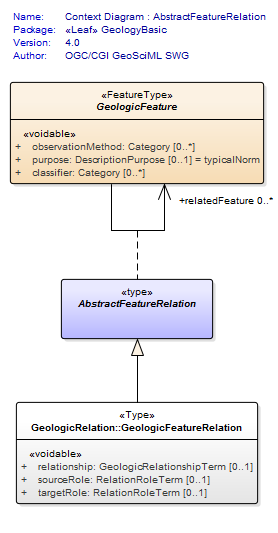 Name: Context Diagram : AbstractFeatureRelation
Package: «Leaf» GeologyBasic
Version: 4.0
Author: OGC/CGI GeoSciML SWG
«FeatureType»
GeologicFeature
«voidable»
+ observationMethod: Category [0..*]
+ purpose: DescriptionPurpose [0..1] = typicalNorm
+ classifier: Category [0..*]
+relatedFeature 0..*
«type»
AbstractFeatureRelation
«Type»
GeologicRelation::GeologicFeatureRelation
«voidable»
+ relationship: GeologicRelationshipTerm [0..1]
+ sourceRole: RelationRoleTerm [0..1]
+ targetRole: RelationRoleTerm [0..1]